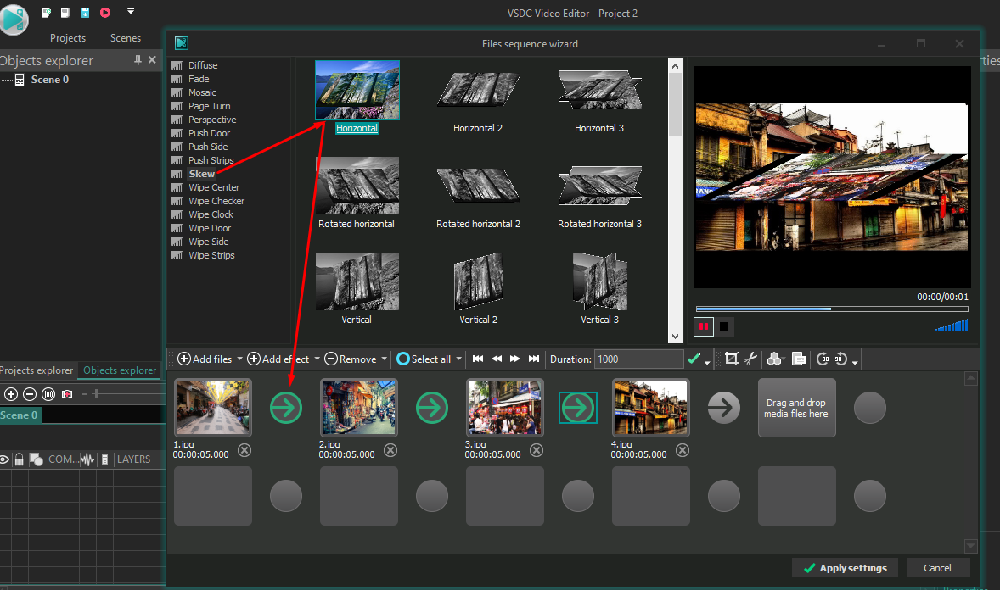 VSDC Video Editor - Project 2
Projects
Scenes
Objects explorer
Scene 0
Files sequence wizard
Diffuse
Fade
Mosaic
Page Turn
Perspective
Push Door
Push Side
Push Strips
Skew
Wipe Center
Wipe Checker
Wipe Clock
Wipe Door
Wipe Side
Wipe Strips
Horizontal
Horizontal 2
Horizontal 3
Rotated horizontal
Rotated horizontal 2
Rotated horizontal 3
Vertical
Vertical 2
Vertical 3
00:00/00:01
ties
Projects explorer
Objects explorer
100
Scene 0
COM...
LAYERS
Add files
Add effect
Remove
Select all
Duration:
1000
90
90
1.jpg
00:00:05.000
2.jpg
00:00:05.000
3.jpg
00:00:05.000
4.jpg
00:00:05.000
Drag and drop
media files here
Apply settings
Cancel